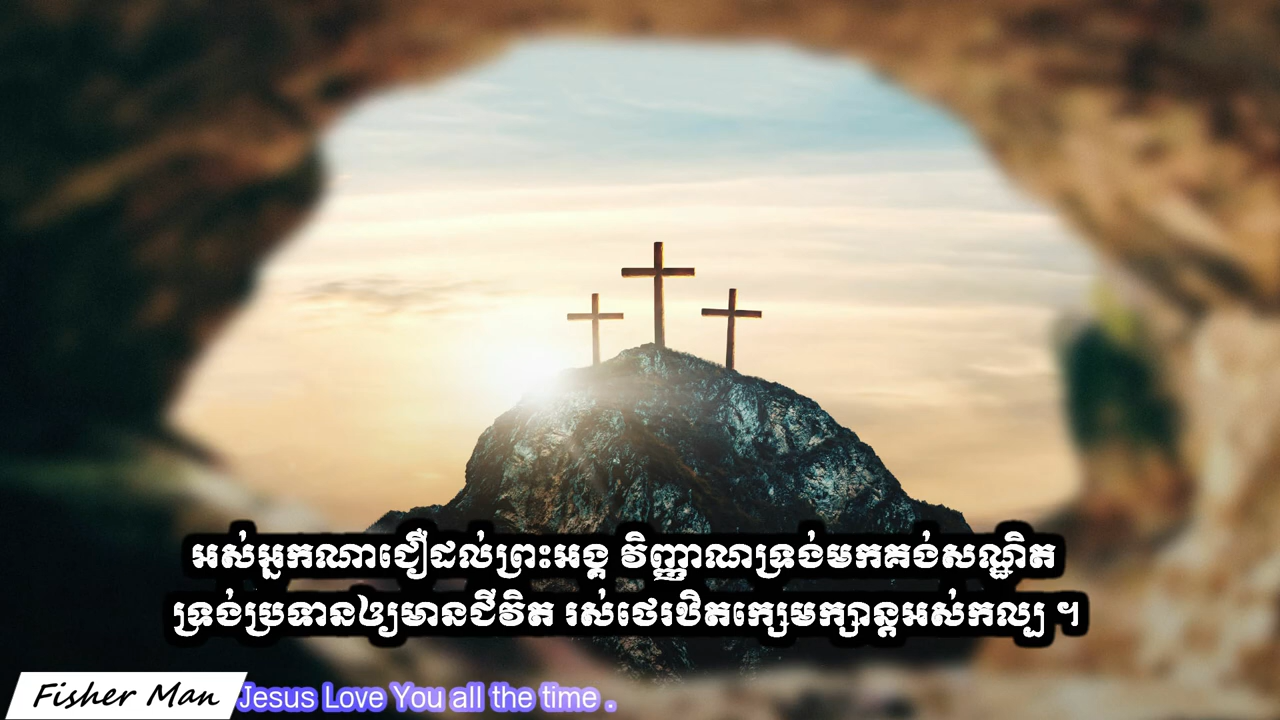 អស់អ្នកណាជឿដល់ព្រះអង្គ វិញ្ញាណទ្រង់មកគង់សណ្ឋិត
ទ្រង់ប្រទានឲ្យមានជីវិត រស់ថេរឋិតក្សេមក្សាន្តអស់កល្ប ។
Fisher Man
Jesus Love You all the time .